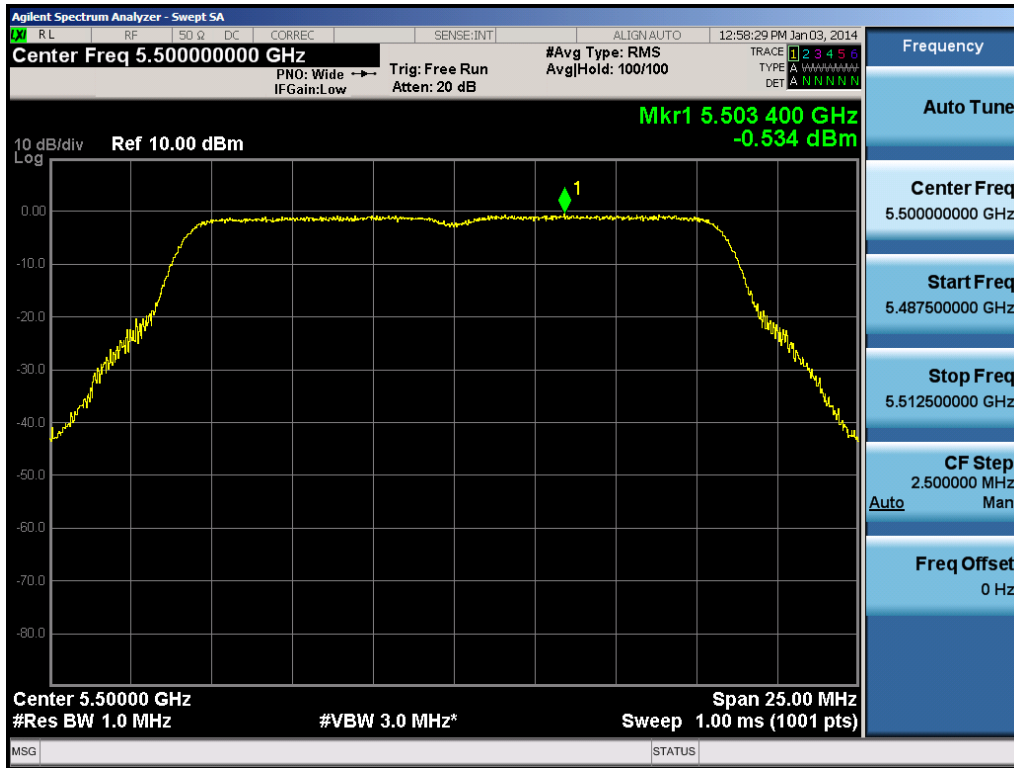 Agilent Spectrum Analyzer - Swept SA
LXI RL RF 50 Ω DC CORREC SENSE:INT ALIGN AUTO 12:58:29 PM Jan 03, 2014
Center Freq 5.500000000 GHz
PNO: Wide
IFGain:Low
Trig: Free Run
Atten: 20 dB
#Avg Type: RMS
Avg|Hold: 100/100
TRACE 1 2 3 4 5 6
TYPE A WWWWWW
DET A N N N N N
Mkr1 5.503 400 GHz
-0.534 dBm
10 dB/div Ref 10.00 dBm
Log
1
0.00
-10.0
-20.0
-30.0
-40.0
-50.0
-60.0
-70.0
-80.0
Center 5.50000 GHz Span 25.00 MHz
#Res BW 1.0 MHz #VBW 3.0 MHz* Sweep 1.00 ms (1001 pts)
MSG STATUS
Frequency
Auto Tune
Center Freq
5.500000000 GHz
Start Freq
5.487500000 GHz
Stop Freq
5.512500000 GHz
CF Step
2.500000 MHz
Auto Man
Freq Offset
0 Hz